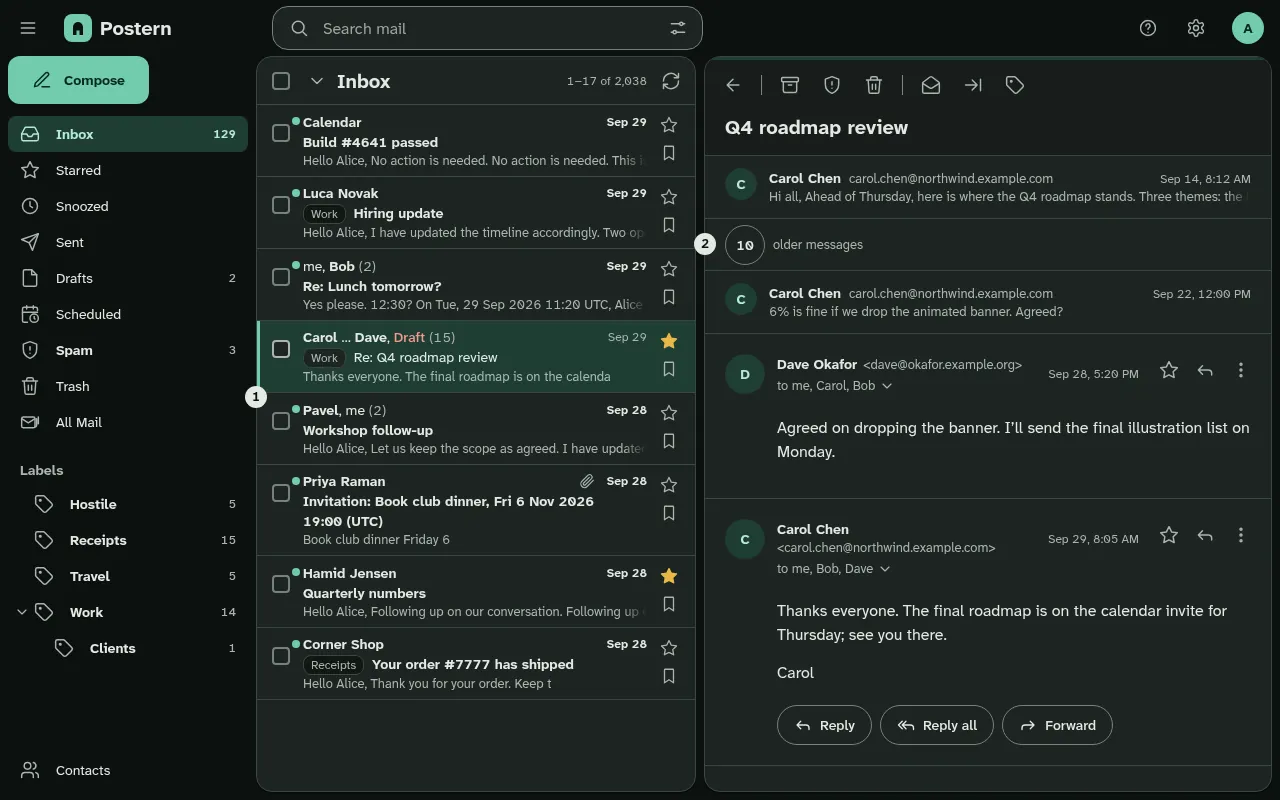 Postern
Search mail
A
Compose
Inbox 129
Starred
Snoozed
Sent
Drafts 2
Scheduled
Spam 3
Trash
All Mail
Labels
Hostile 5
Receipts 15
Travel 5
Work 14
Clients 1
Contacts
Inbox 1–17 of 2,038
Calendar Sep 29
Build #4641 passed
Hello Alice, No action is needed. No action is needed. This i
Luca Novak Sep 29
Work Hiring update
Hello Alice, I have updated the timeline accordingly. Two op
me, Bob (2) Sep 29
Re: Lunch tomorrow?
Yes please. 12:30? On Tue, 29 Sep 2026 11:20 UTC, Alice
Carol ... Dave, Draft (15) Sep 29
Work Re: Q4 roadmap review
Thanks everyone. The final roadmap is on the calenda
1
Pavel, me (2) Sep 28
Workshop follow-up
Hello Alice, Let us keep the scope as agreed. I have update
Priya Raman Sep 28
Invitation: Book club dinner, Fri 6 Nov 2026
19:00 (UTC)
Book club dinner Friday 6
Hamid Jensen Sep 28
Quarterly numbers
Hello Alice, Following up on our conversation. Following up
Corner Shop Sep 28
Receipts Your order #7777 has shipped
Hello Alice, Thank you for your order. Keep t
Q4 roadmap review
C Carol Chen carol.chen@northwind.example.com Sep 14, 8:12 AM
Hi all, Ahead of Thursday, here is where the Q4 roadmap stands. Three themes: the
2
10 older messages
C Carol Chen carol.chen@northwind.example.com Sep 22, 12:00 PM
6% is fine if we drop the animated banner. Agreed?
D Dave Okafor <dave@okafor.example.org> Sep 28, 5:20 PM
to me, Carol, Bob
Agreed on dropping the banner. I’ll send the final illustration list on
Monday.
C Carol Chen
<carol.chen@northwind.example.com> Sep 29, 8:05 AM
to me, Bob, Dave
Thanks everyone. The final roadmap is on the calendar invite for
Thursday; see you there.
Carol
Reply Reply all Forward